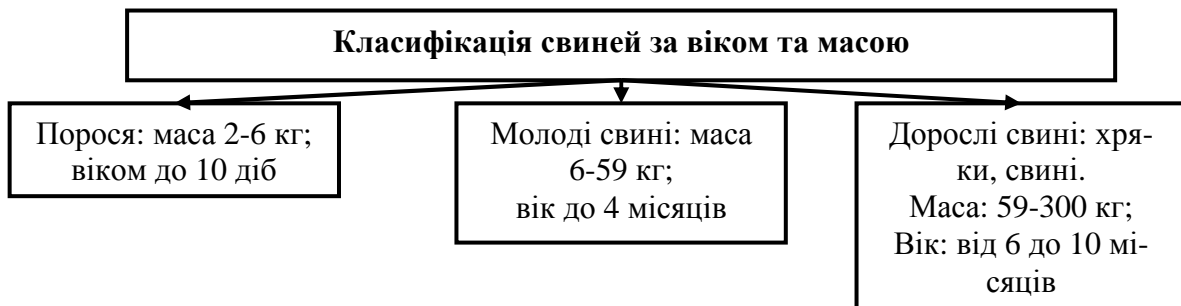 Класифікація свиней за віком та масою
Порося: маса 2-6 кг;
віком до 10 діб
Молоді свині: маса
6-59 кг;
вік до 4 місяців
Дорослі свині: хря-
ки, свині.
Маса: 59-300 кг;
Вік: від 6 до 10 мі-
сяців